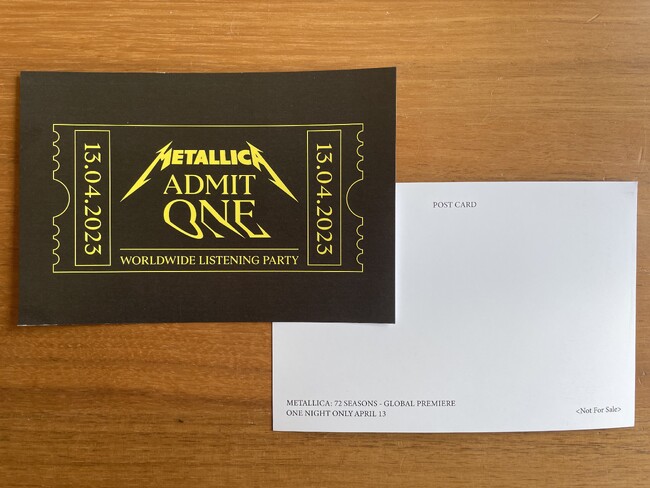 13.04.2023
METALLICA
ADMIT
ONE
WORLDWIDE LISTENING PARTY
13.04.2023
POST CARD
METALLICA: 72 SEASONS - GLOBAL PREMIERE
ONE NIGHT ONLY APRIL 13
<Not For Sale>